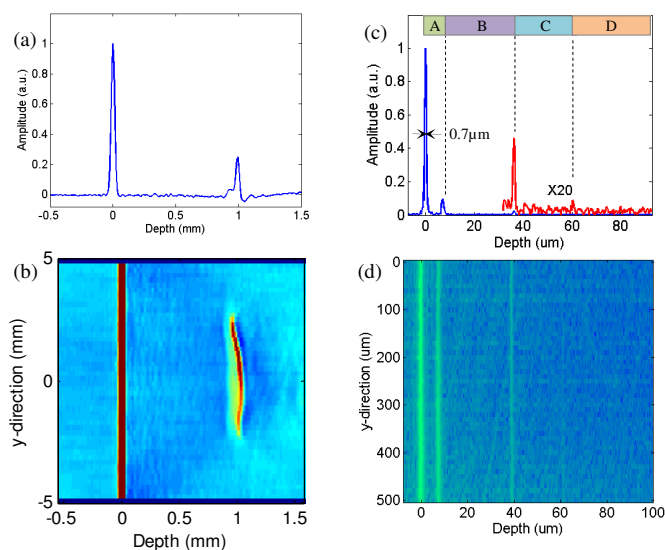 (a)
Amplitude (a.u.)
1
0.8
0.6
0.4
0.2
0
-0.5 0 0.5 1 1.5
Depth (mm)
(c)
A B C D
Amplitude (a.u.)
1
0.8
0.6
0.4
0.2
0
0.7µm
X20
0 20 40 60 80
Depth (um)
(b)
y-direction (mm)
5
0
-5
-0.5 0 0.5 1 1.5
Depth (mm)
(d)
y-direction (um)
0
100
200
300
400
500
0 20 40 60 80 100
Depth (um)